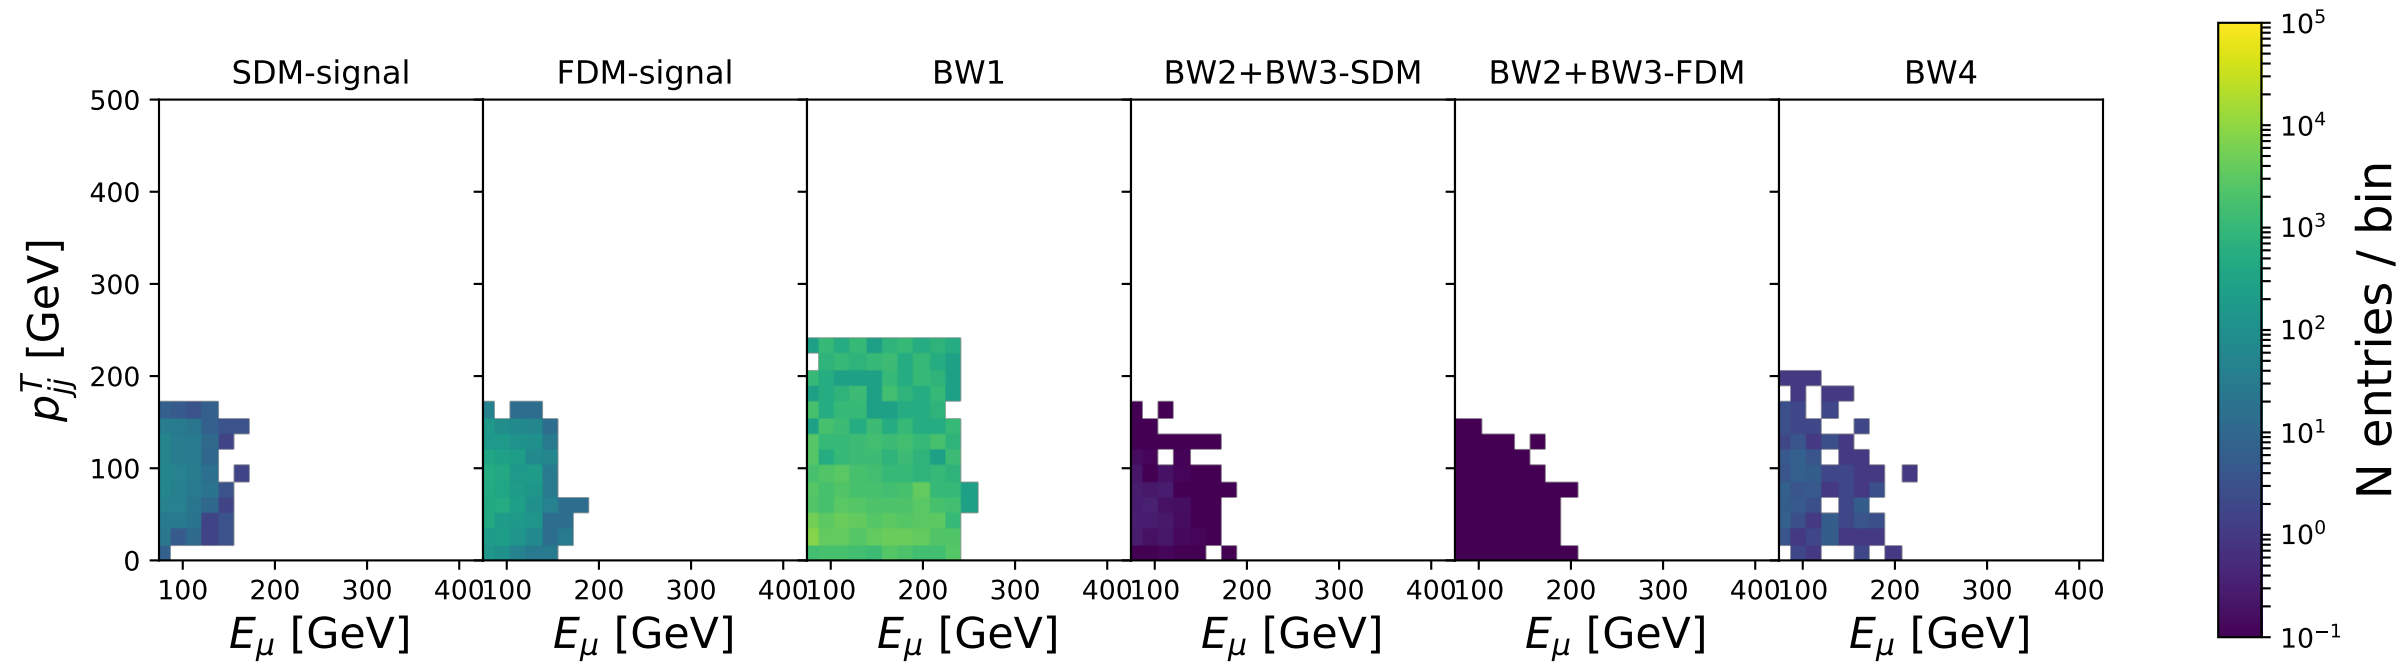 SDM-signal FDM-signal BW1 BW2+BW3-SDM BW2+BW3-FDM BW4
500
400
300
200
100
0
p_{jj}^{T} [GeV]
100 200 300 400 100 200 300 400 100 200 300 400 100 200 300 400 100 200 300 400 100 200 300 400
E_μ [GeV] E_μ [GeV] E_μ [GeV] E_μ [GeV] E_μ [GeV] E_μ [GeV]
10^5
10^4
10^3
10^2
10^1
10^0
10^{-1}
N entries / bin